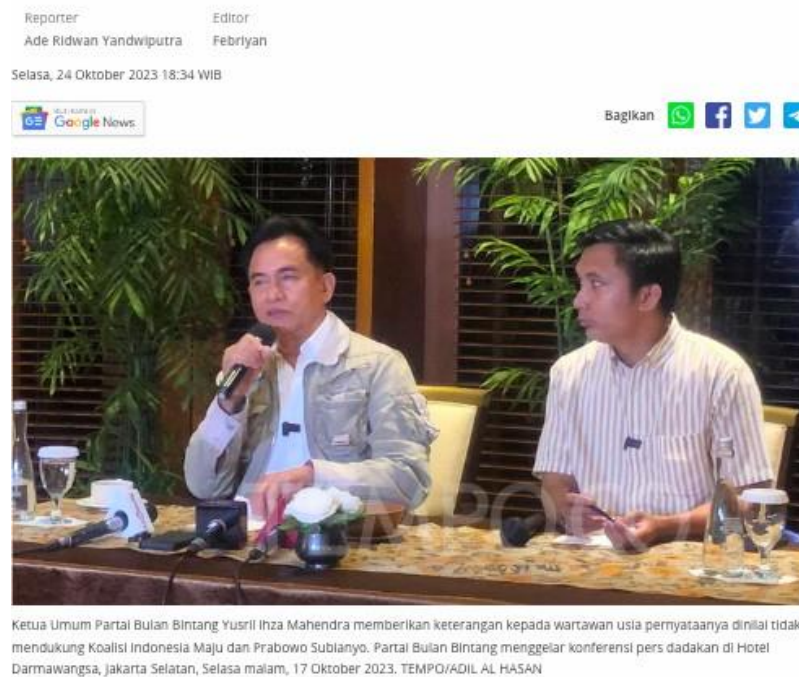 Reporter Editor
Ade Ridwan Yandwiputra Febriyan
Selasa, 24 Oktober 2023 18:34 WIB
Google News
Bagikan
TEMPO.CO
Ketua Umum Partai Bulan Bintang Yusril Ihza Mahendra memberikan keterangan kepada wartawan usia pernyataanya dinilai tidak
mendukung Koalisi Indonesia Maju dan Prabowo Subianyo. Partai Bulan Bintang menggelar konferensi pers dadakan di Hotel
Darmawangsa, Jakarta Selatan, Selasa malam, 17 Oktober 2023. TEMPO/ADIL AL HASAN